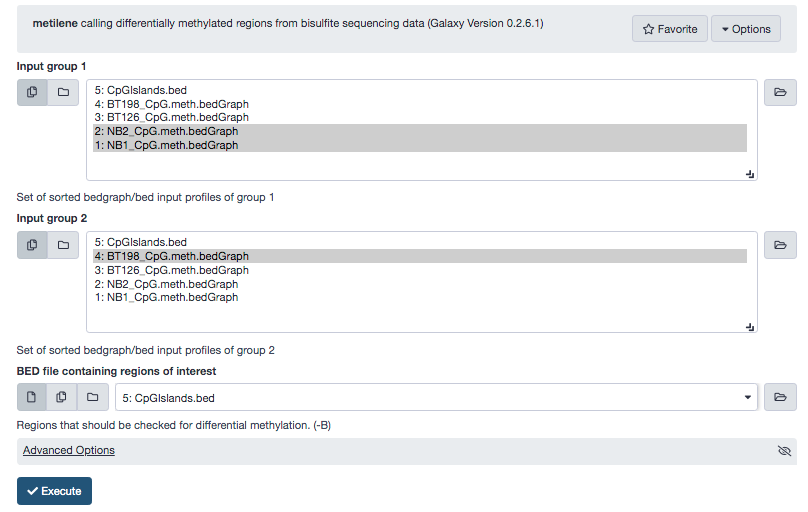 metilene calling differentially methylated regions from bisulfite sequencing data (Galaxy Version 0.2.6.1)
Favorite
Options
Input group 1
5: CpGIslands.bed
4: BT198_CpG.meth.bedGraph
3: BT126_CpG.meth.bedGraph
2: NB2_CpG.meth.bedGraph
1: NB1_CpG.meth.bedGraph
Set of sorted bedgraph/bed input profiles of group 1
Input group 2
5: CpGIslands.bed
4: BT198_CpG.meth.bedGraph
3: BT126_CpG.meth.bedGraph
2: NB2_CpG.meth.bedGraph
1: NB1_CpG.meth.bedGraph
Set of sorted bedgraph/bed input profiles of group 2
BED file containing regions of interest
5: CpGIslands.bed
Regions that should be checked for differential methylation. (-B)
Advanced Options
Execute